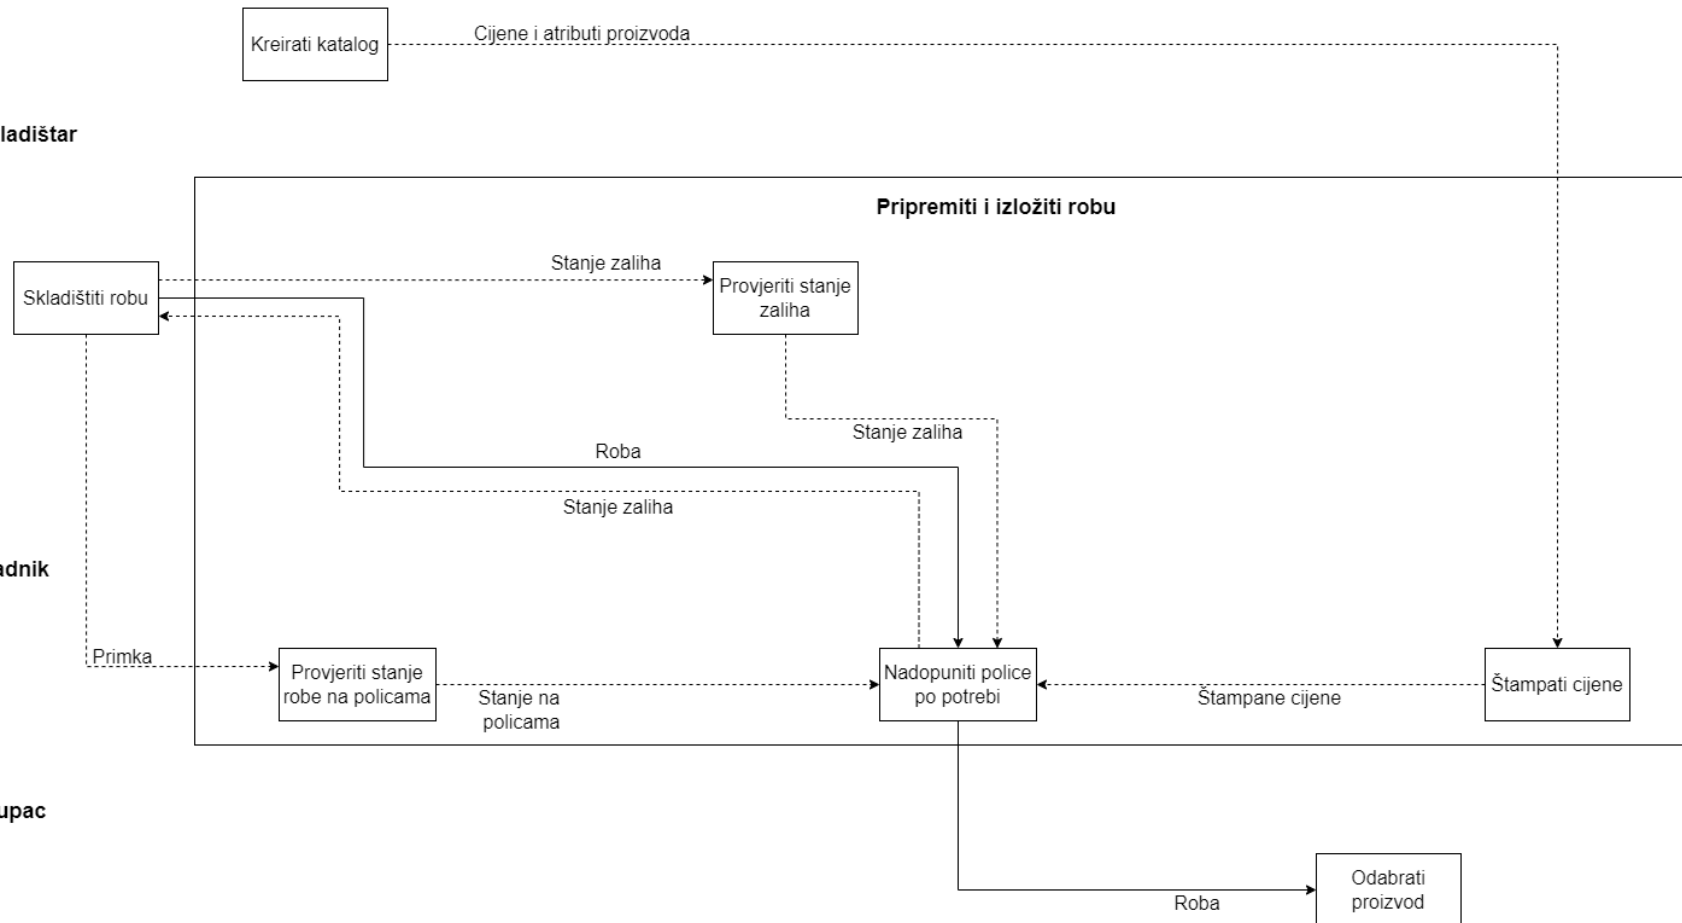 Kreirati katalog
Cijene i atributi proizvoda
ladištar
Pripremiti i izložiti robu
Stanje zaliha
Skladištiti robu
Provjeriti stanje
zaliha
Stanje zaliha
Roba
Stanje zaliha
adnik
Primka
Provjeriti stanje
robe na policama
Stanje na
policama
Nadopuniti police
po potrebi
Štampane cijene
Štampati cijene
upac
Odabrati
proizvod
Roba